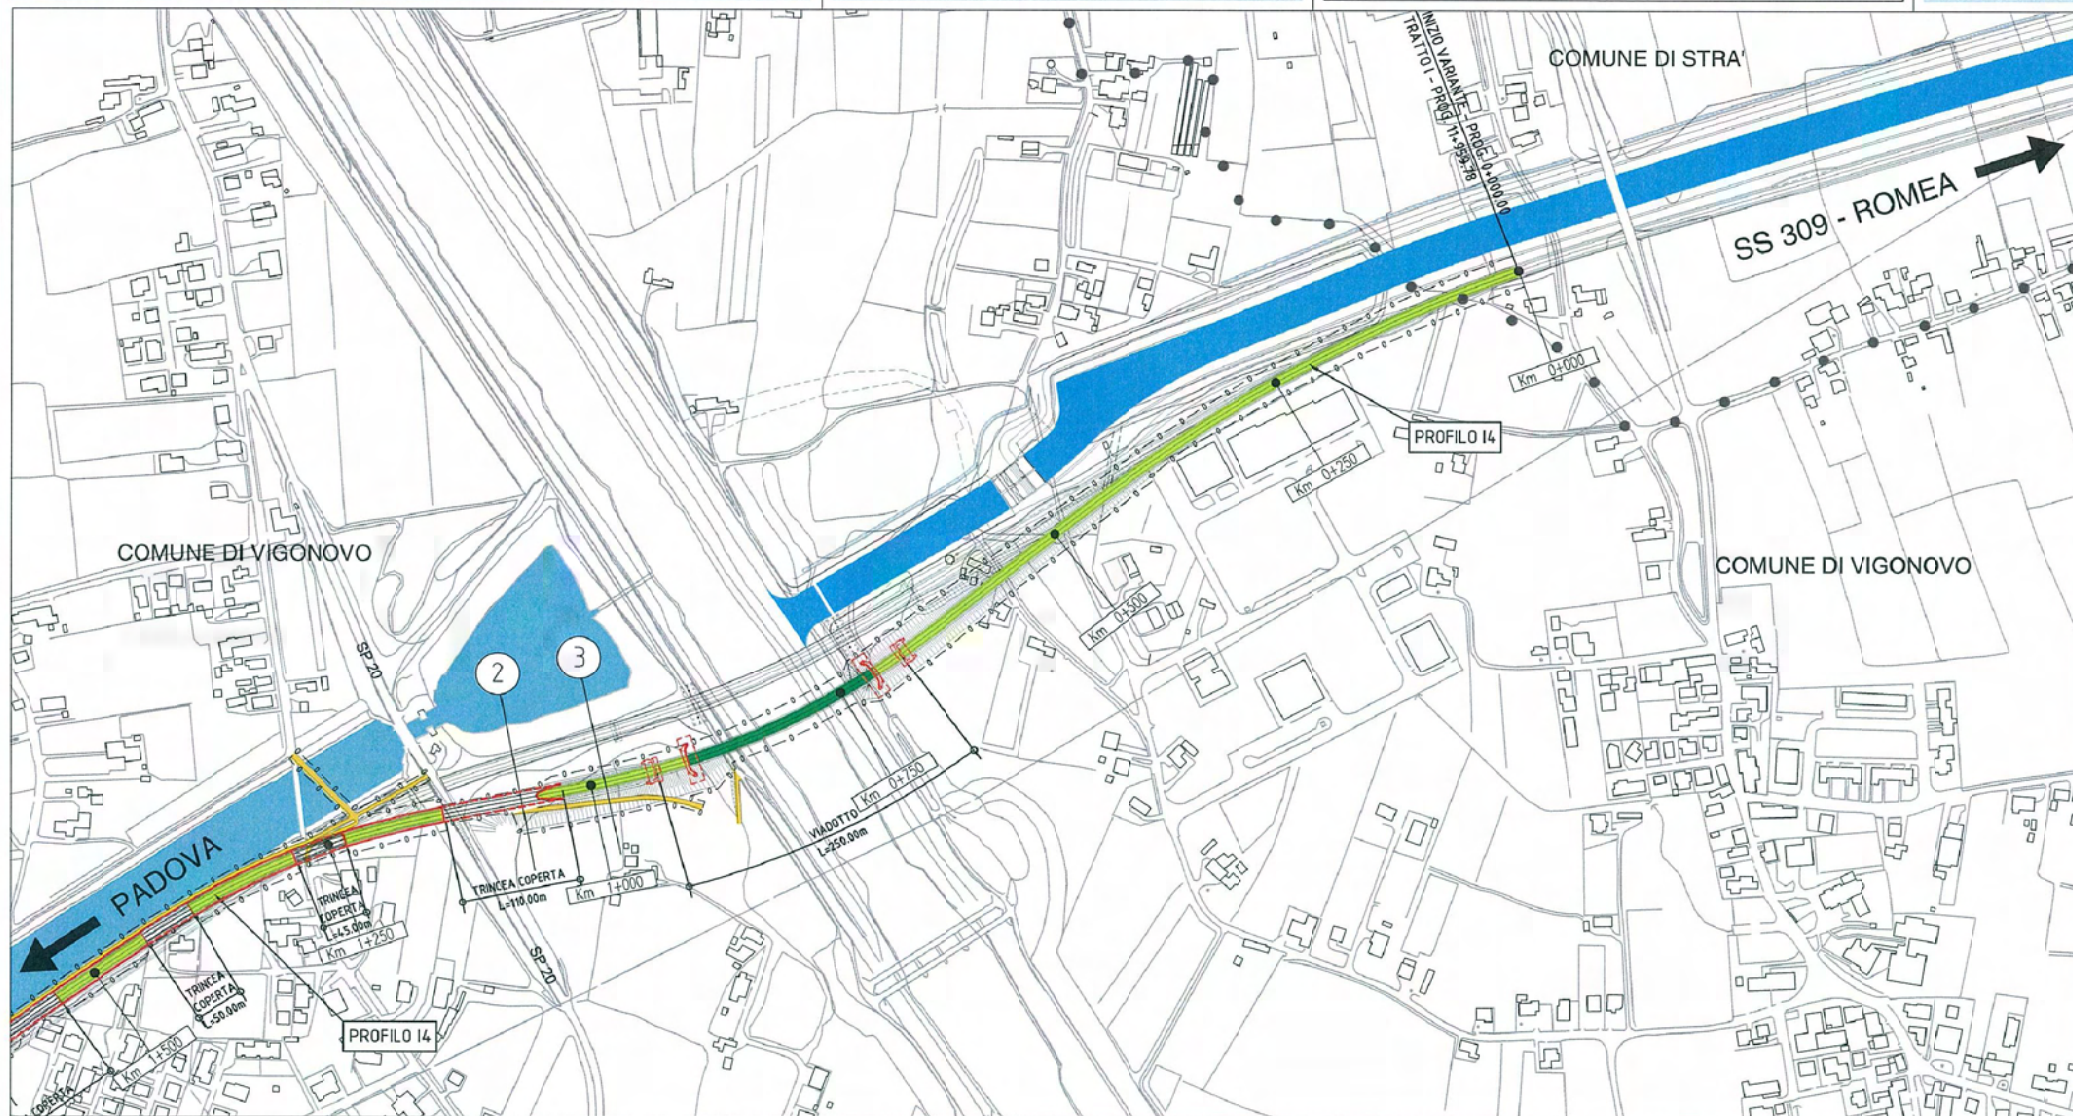 COMUNE DI STRA'
INIZIO VARIANTE - PROG. 0+000.00
TRATTO I - PROG. 11+959.78
SS 309 - ROMEA
Km 0+000
PROFILO 14
Km 0+250
COMUNE DI VIGONOVO
COMUNE DI VIGONOVO
Km 0+500
SP 20
2
3
Km 0+750
VIADOTTO
L=250.00m
PADOVA
TRINCEA COPERTA
L=110.00m
Km 1+000
TRINCEA
COPERTA
L=45.00m
Km 1+250
SP 20
TRINCEA
COPERTA
L=50.00m
PROFILO 14
Km 1+500
COPERTA